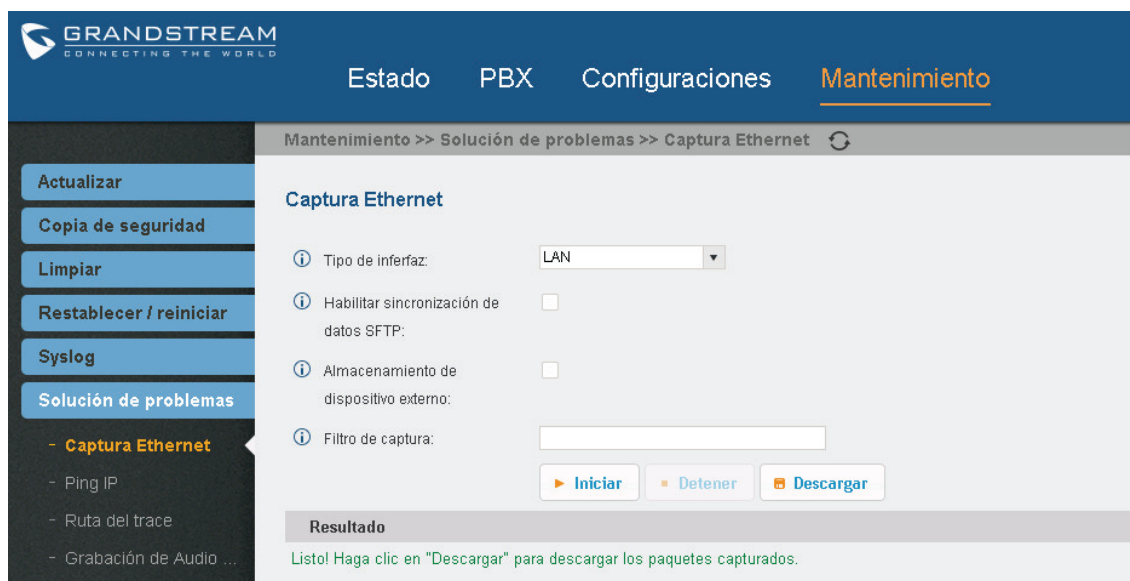 GRANDSTREAM
CONNECTING THE WORLD
Estado PBX Configuraciones Mantenimiento
Mantenimiento >> Solución de problemas >> Captura Ethernet
Actualizar
Copia de seguridad
Limpiar
Restablecer / reiniciar
Syslog
Solución de problemas
- Captura Ethernet
- Ping IP
- Ruta del trace
- Grabación de Audio ...
Captura Ethernet
Tipo de inferfaz: LAN
Habilitar sincronización de
datos SFTP:
Almacenamiento de
dispositivo externo:
Filtro de captura:
Iniciar Detener Descargar
Resultado
Listo! Haga clic en "Descargar" para descargar los paquetes capturados.